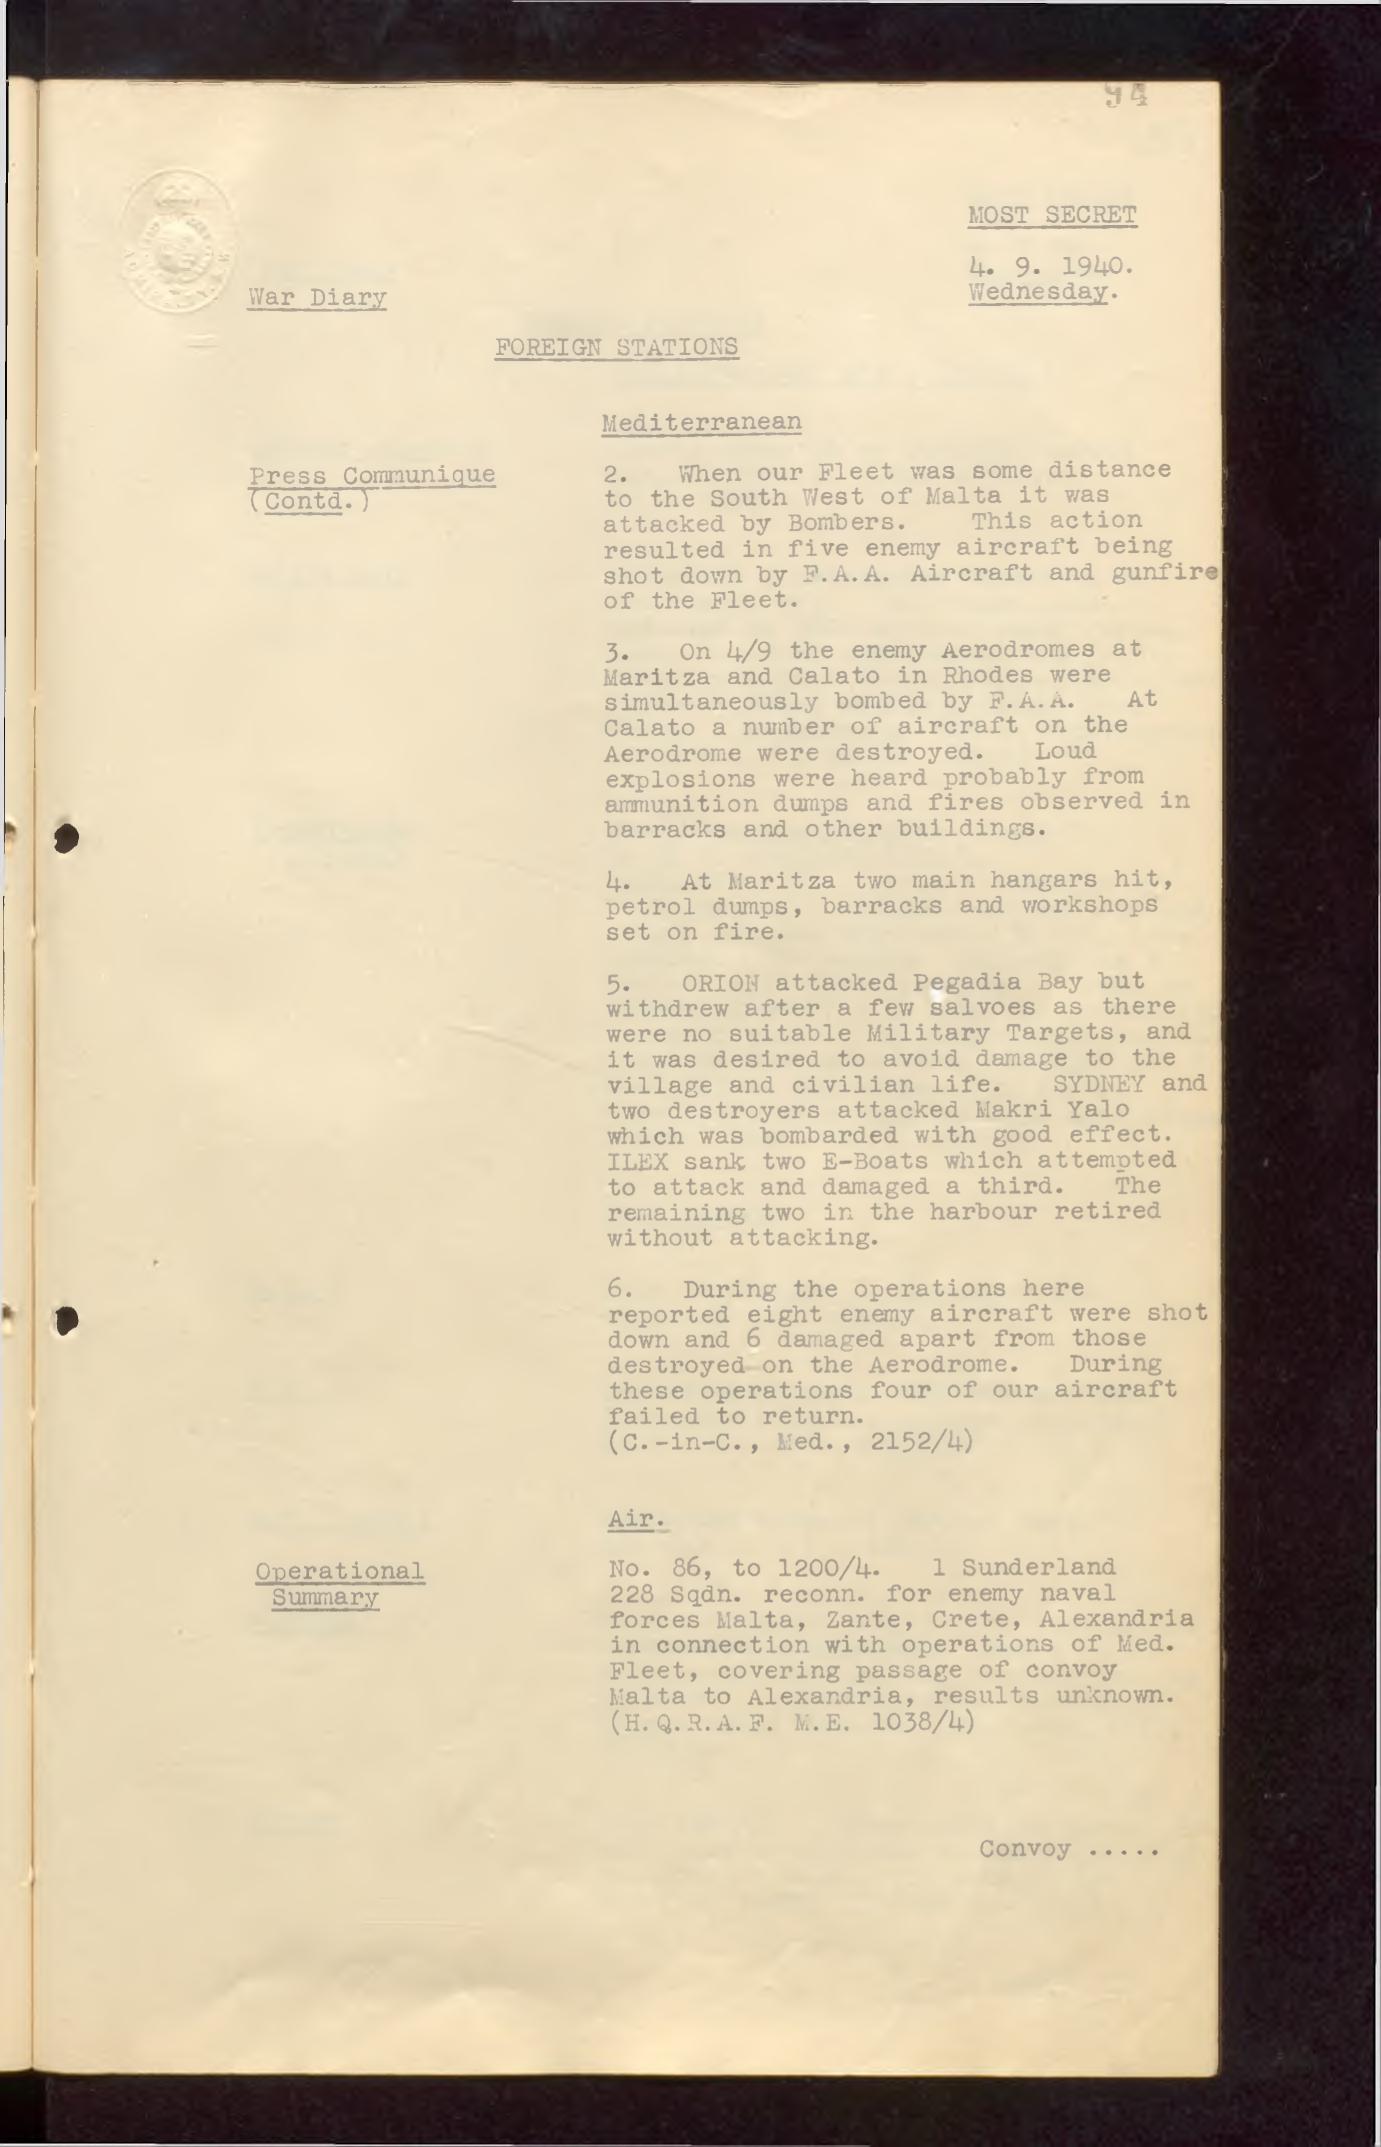 94
MOST SECRET
4. 9. 1940.
Wednesday.
War Diary
FOREIGN STATIONS
Mediterranean
Press Communique
(Contd.)
2. When our Fleet was some distance
to the South West of Malta it was
attacked by Bombers. This action
resulted in five enemy aircraft being
shot down by F.A.A. Aircraft and gunfire
of the Fleet.
3. On 4/9 the enemy Aerodromes at
Maritza and Calato in Rhodes were
simultaneously bombed by F.A.A. At
Calato a number of aircraft on the
Aerodrome were destroyed. Loud
explosions were heard probably from
ammunition dumps and fires observed in
barracks and other buildings.
4. At Maritza two main hangars hit,
petrol dumps, barracks and workshops
set on fire.
5. ORION attacked Pegadia Bay but
withdrew after a few salvoes as there
were no suitable Military Targets, and
it was desired to avoid damage to the
village and civilian life. SYDNEY and
two destroyers attacked Makri Yalo
which was bombarded with good effect.
ILEX sank two E-Boats which attempted
to attack and damaged a third. The
remaining two in the harbour retired
without attacking.
6. During the operations here
reported eight enemy aircraft were shot
down and 6 damaged apart from those
destroyed on the Aerodrome. During
these operations four of our aircraft
failed to return.
(C.-in-C., Med., 2152/4)
Air.
Operational
Summary
No. 86, to 1200/4. 1 Sunderland
228 Sqdn. reconn. for enemy naval
forces Malta, Zante, Crete, Alexandria
in connection with operations of Med.
Fleet, covering passage of convoy
Malta to Alexandria, results unknown.
(H.Q.R.A.F. M.E. 1038/4)
Convoy .....